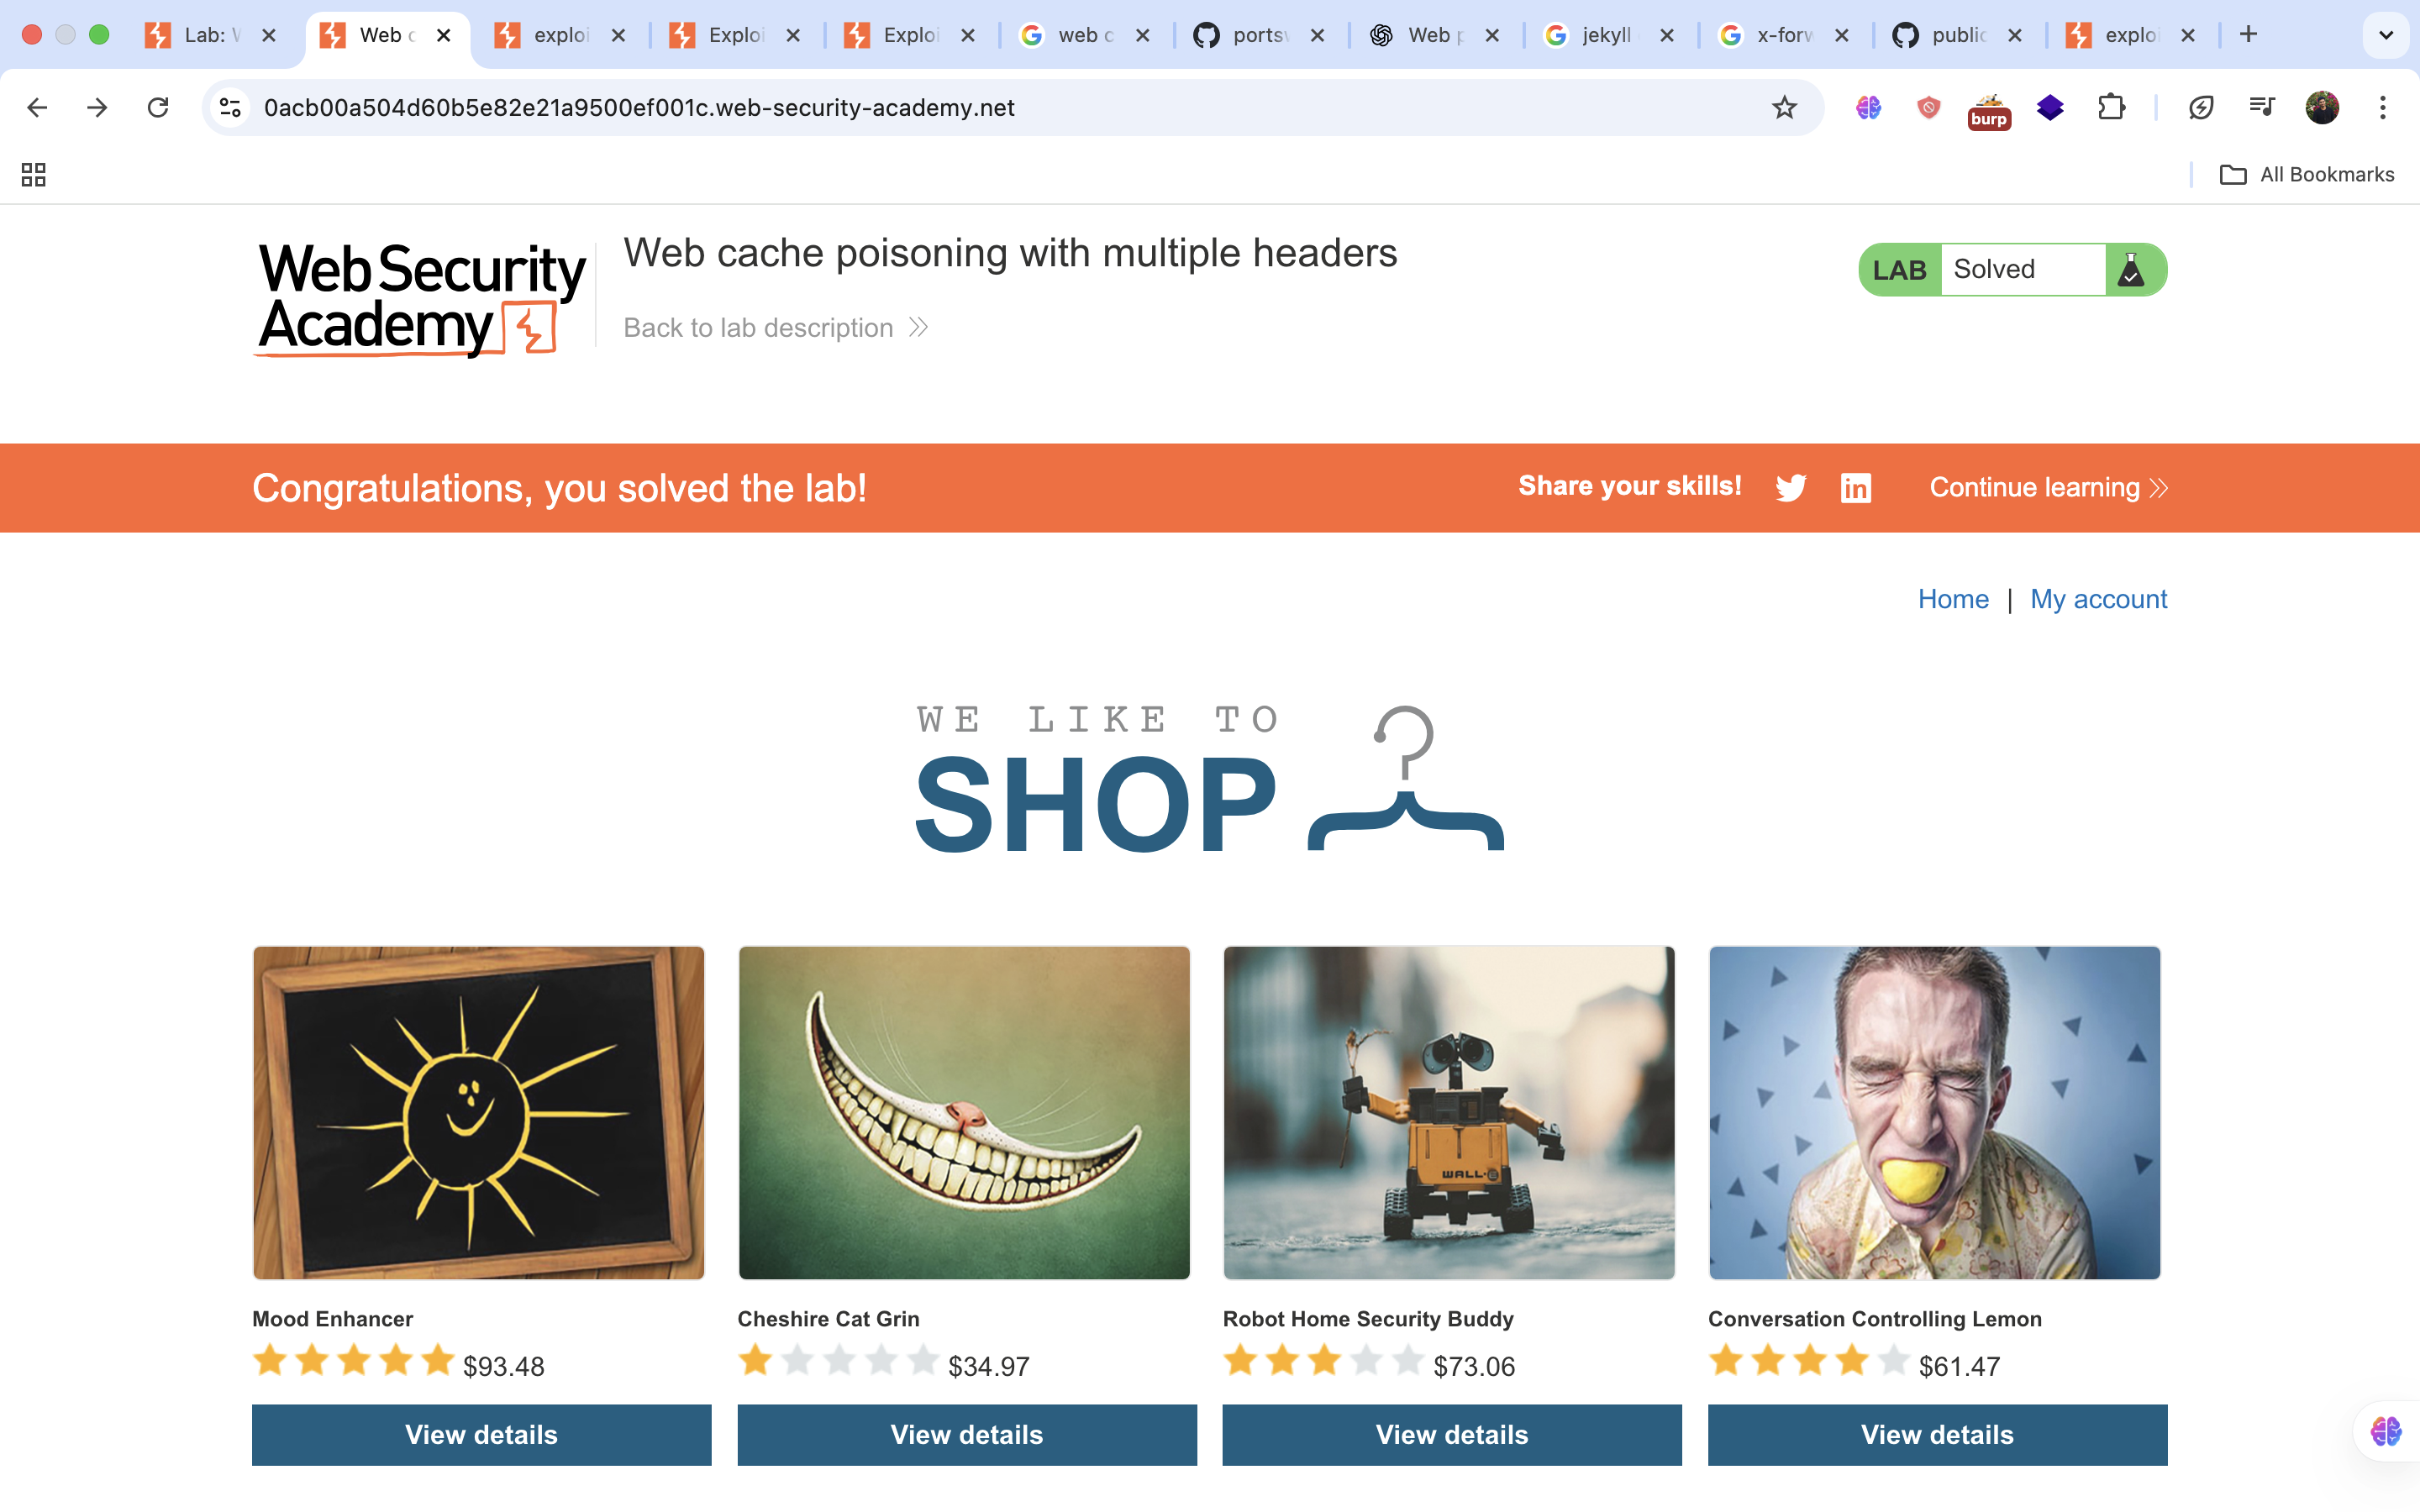 Lab: W
Web c
exploi
Exploi
Exploi
web c
portsw
Web p
jekyll
x-forw
public
exploi
0acb00a504d60b5e82e21a9500ef001c.web-security-academy.net
burp
All Bookmarks
Web Security
Academy
Web cache poisoning with multiple headers
Back to lab description
LAB Solved
Congratulations, you solved the lab!
Share your skills!
in
Continue learning
Home | My account
WE LIKE TO
SHOP
WALL·E
Mood Enhancer
$93.48
View details
Cheshire Cat Grin
$34.97
View details
Robot Home Security Buddy
$73.06
View details
Conversation Controlling Lemon
$61.47
View details